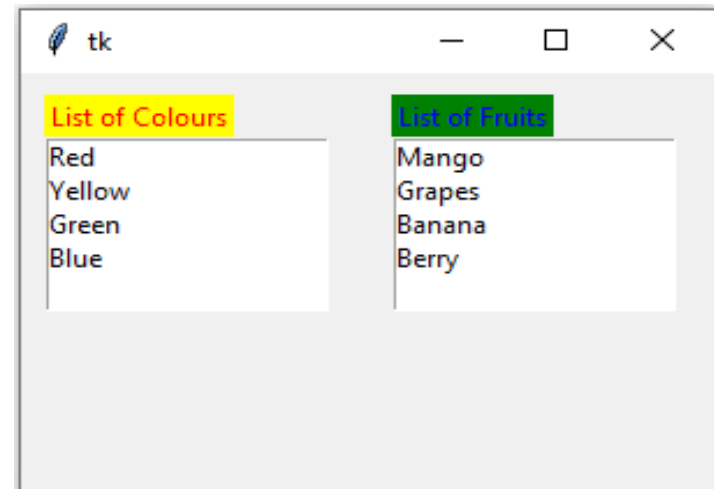 tk
List of Colours
Red
Yellow
Green
Blue
List of Fruits
Mango
Grapes
Banana
Berry